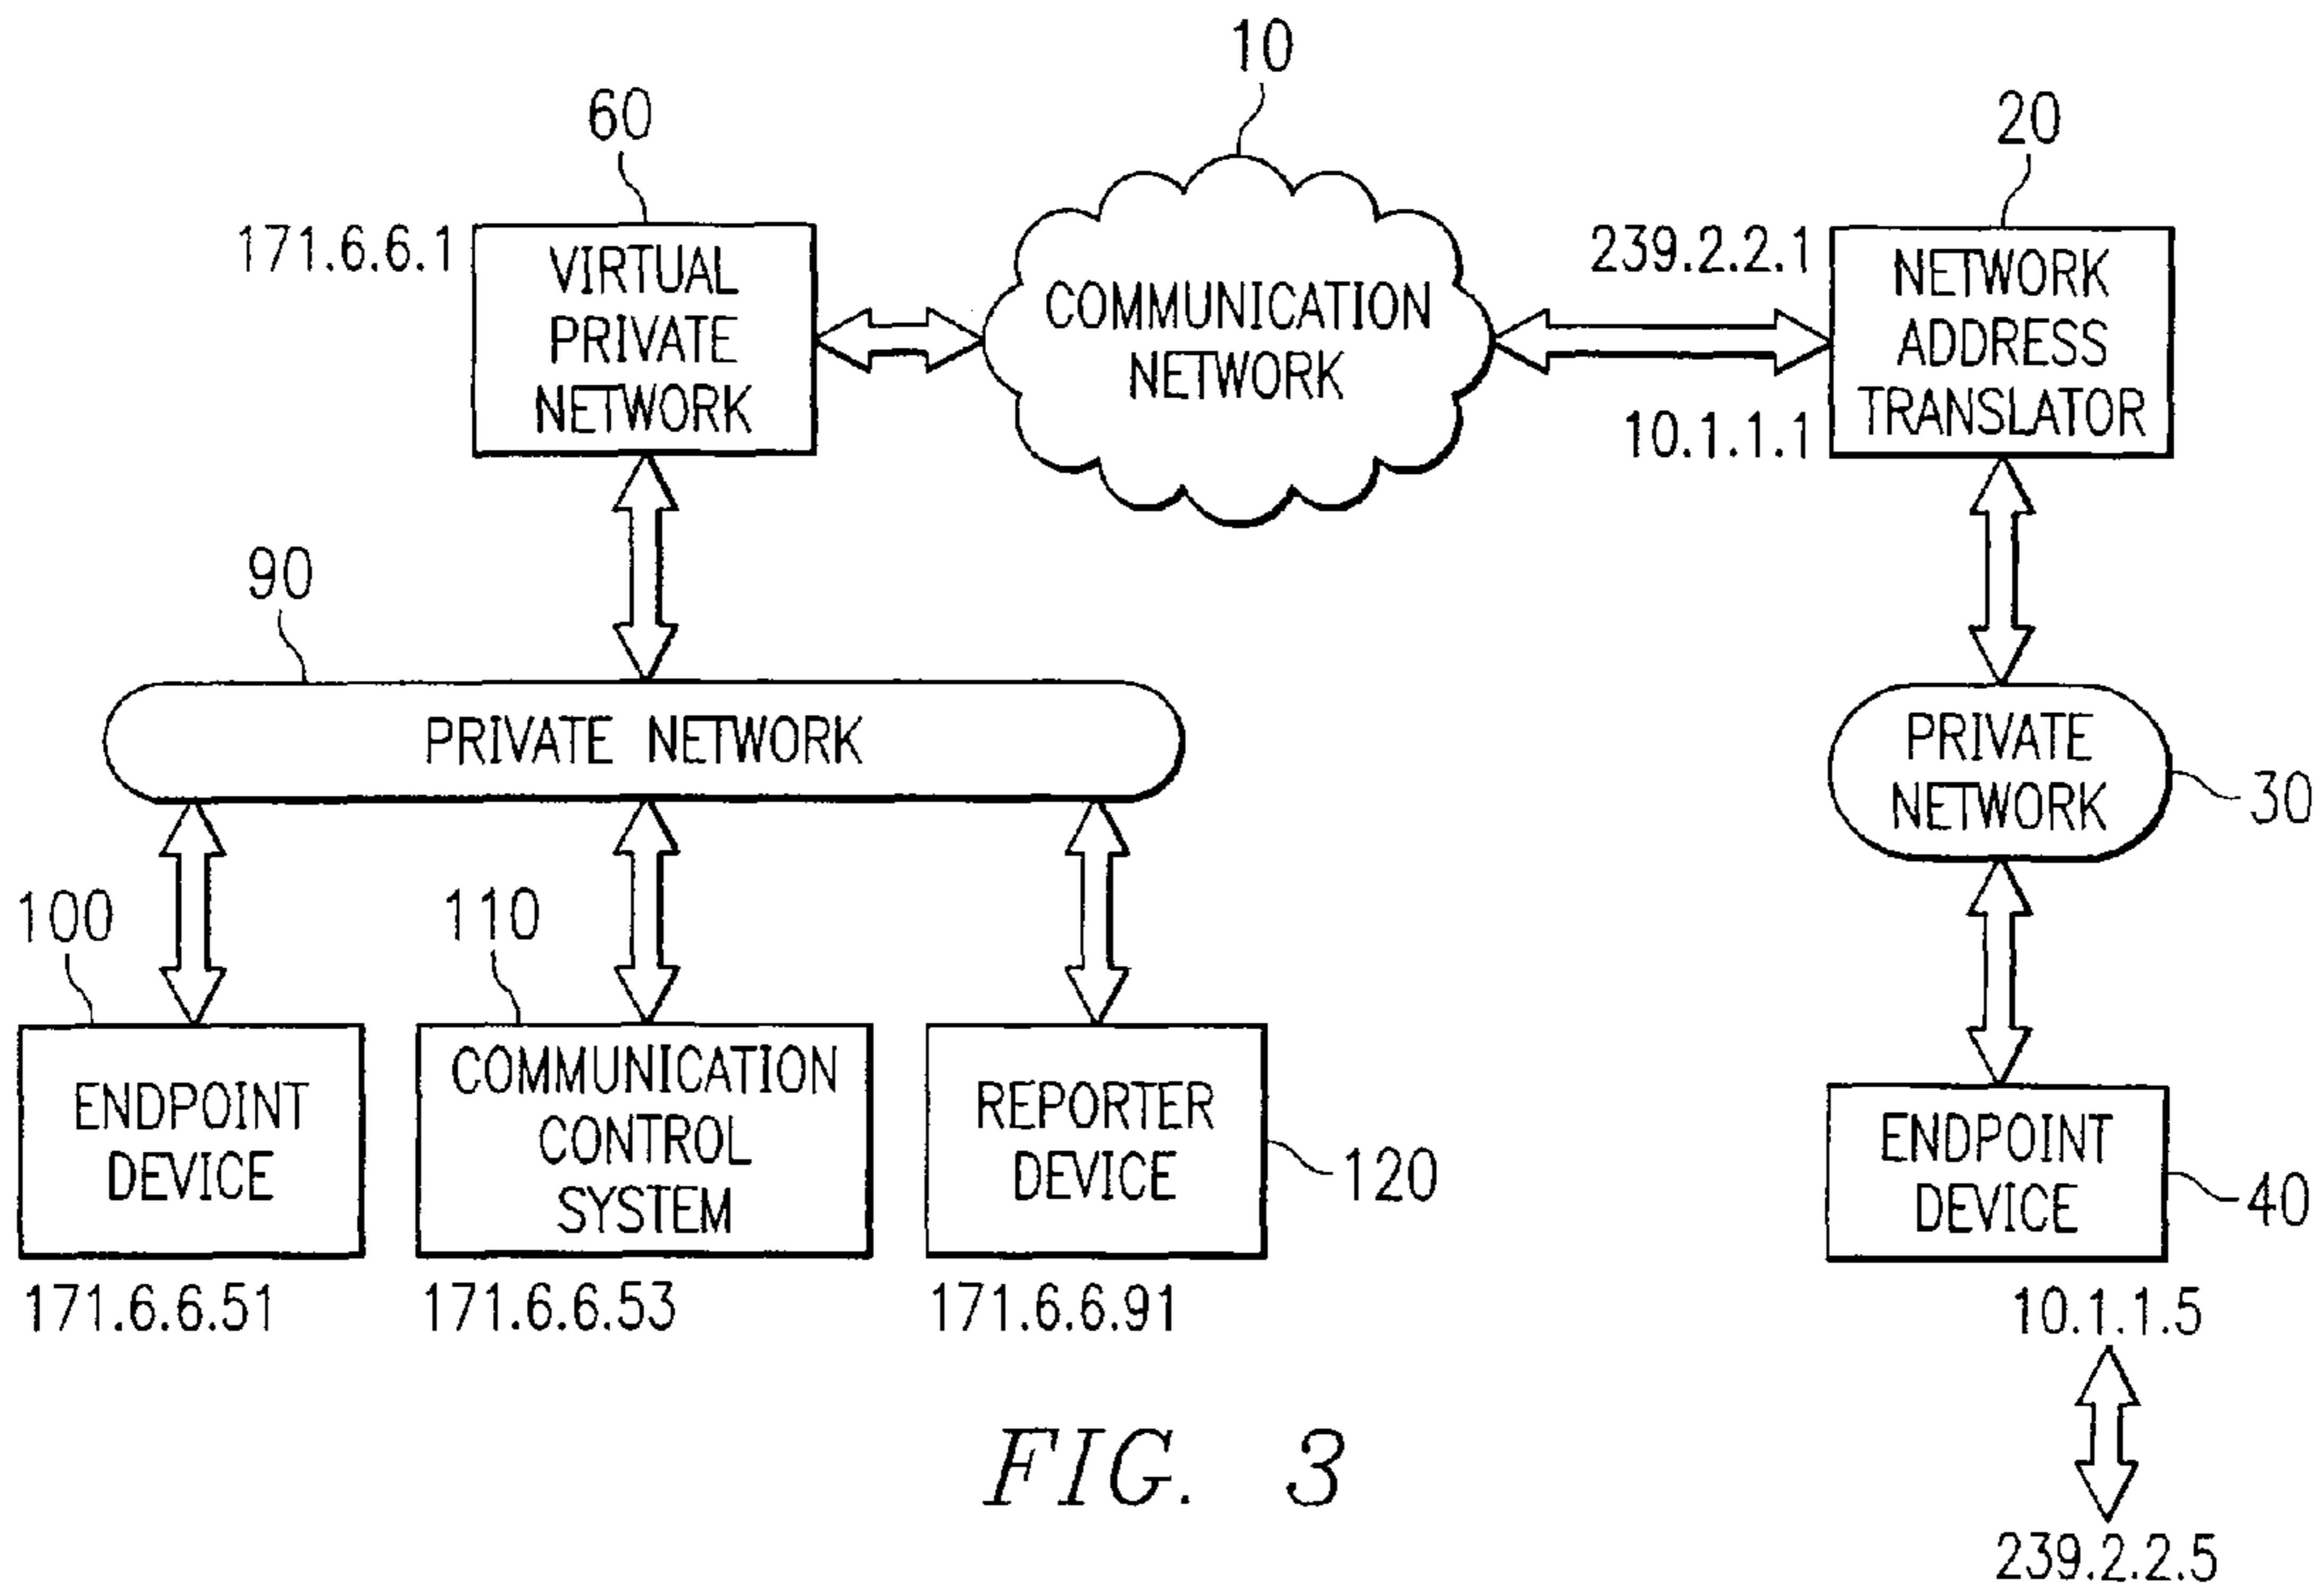 10
60
20
171.6.6.1
VIRTUAL
PRIVATE
NETWORK
COMMUNICATION
NETWORK
239.2.2.1
10.1.1.1
NETWORK
ADDRESS
TRANSLATOR
90
PRIVATE NETWORK
PRIVATE
NETWORK
30
100
110
ENDPOINT
DEVICE
171.6.6.51
COMMUNICATION
CONTROL
SYSTEM
171.6.6.53
REPORTER
DEVICE
120
171.6.6.91
ENDPOINT
DEVICE
40
10.1.1.5
239.2.2.5
FIG. 3